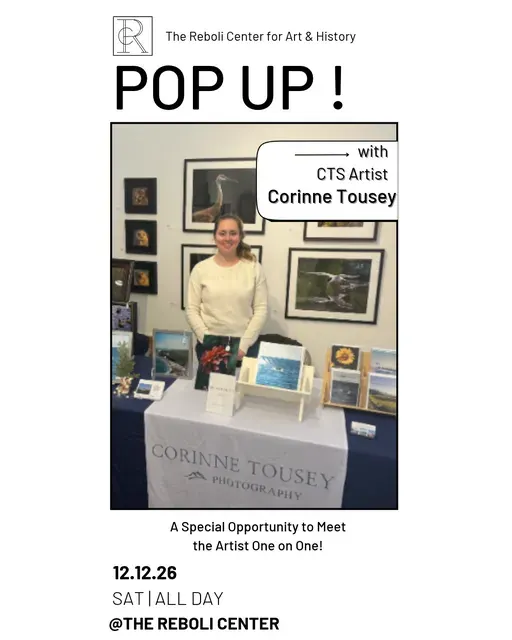 The Reboli Center for Art & History
POP UP !
with
CTS Artist
Corinne Tousey
CORINNE TOUSEY
PHOTOGRAPHY
A Special Opportunity to Meet
the Artist One on One!
12.12.26
SAT | ALL DAY
@THE REBOLI CENTER